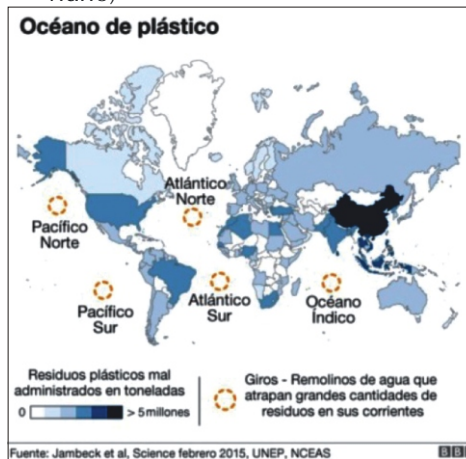 Océano de plástico
Atlántico
Norte
Pacífico
Norte
Pacífico
Sur
Atlántico
Sur
Océano
Índico
Residuos plásticos mal
administrados en toneladas
0 > 5 millones
Giros - Remolinos de agua que
atrapan grandes cantidades de
residuos en sus corrientes
Fuente: Jambeck et al, Science febrero 2015, UNEP, NCEAS
BBC